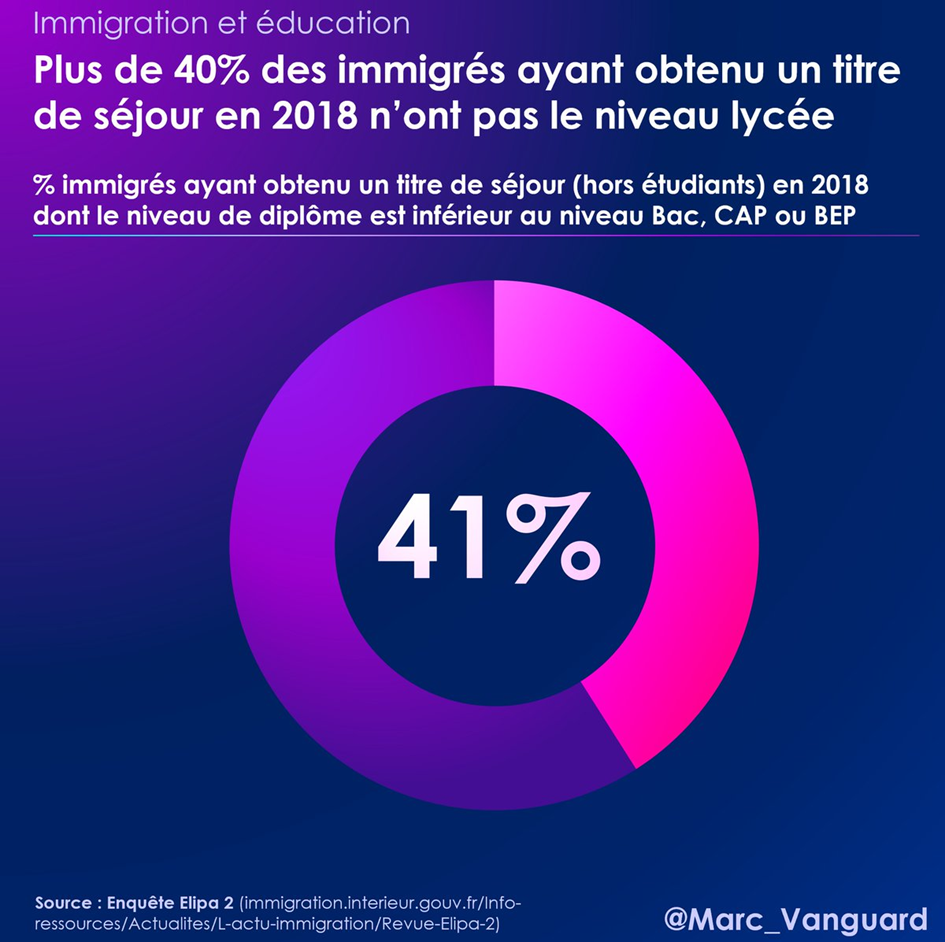 Immigration et éducation
Plus de 40% des immigrés ayant obtenu un titre
de séjour en 2018 n’ont pas le niveau lycée
% immigrés ayant obtenu un titre de séjour (hors étudiants) en 2018
dont le niveau de diplôme est inférieur au niveau Bac, CAP ou BEP
41%
Source : Enquête Elipa 2 (immigration.interieur.gouv.fr/Info-
ressources/Actualites/L-actu-immigration/Revue-Elipa-2)
@Marc_Vanguard